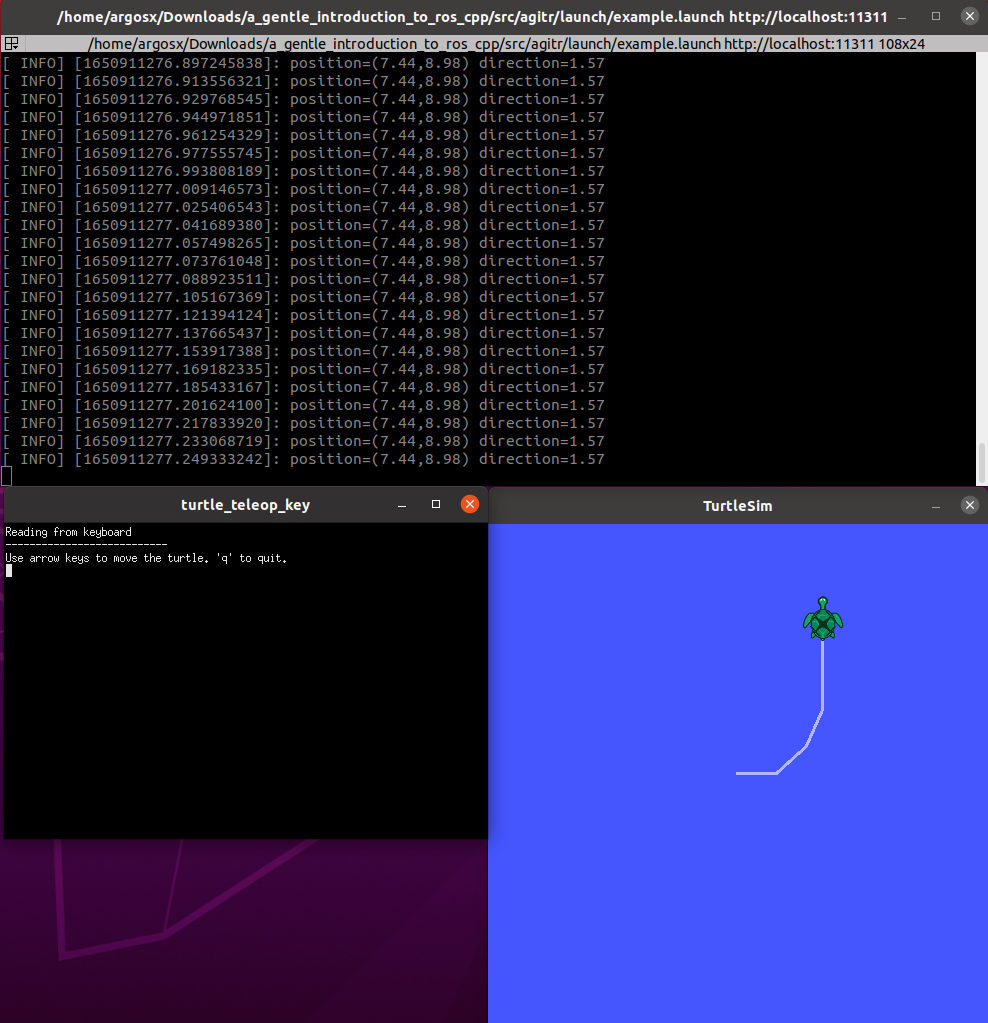 /home/argosx/Downloads/a_gentle_introduction_to_ros_cpp/src/agitr/launch/example.launch http://localhost:11311
/home/argosx/Downloads/a_gentle_introduction_to_ros_cpp/src/agitr/launch/example.launch http://localhost:11311 108x24
[ INFO] [1650911276.897245838]: position=(7.44,8.98) direction=1.57
[ INFO] [1650911276.913556321]: position=(7.44,8.98) direction=1.57
[ INFO] [1650911276.929768545]: position=(7.44,8.98) direction=1.57
[ INFO] [1650911276.944971851]: position=(7.44,8.98) direction=1.57
[ INFO] [1650911276.961254329]: position=(7.44,8.98) direction=1.57
[ INFO] [1650911276.977555745]: position=(7.44,8.98) direction=1.57
[ INFO] [1650911276.993808189]: position=(7.44,8.98) direction=1.57
[ INFO] [1650911277.009146573]: position=(7.44,8.98) direction=1.57
[ INFO] [1650911277.025406543]: position=(7.44,8.98) direction=1.57
[ INFO] [1650911277.041689380]: position=(7.44,8.98) direction=1.57
[ INFO] [1650911277.057498265]: position=(7.44,8.98) direction=1.57
[ INFO] [1650911277.073761048]: position=(7.44,8.98) direction=1.57
[ INFO] [1650911277.088923511]: position=(7.44,8.98) direction=1.57
[ INFO] [1650911277.105167369]: position=(7.44,8.98) direction=1.57
[ INFO] [1650911277.121394124]: position=(7.44,8.98) direction=1.57
[ INFO] [1650911277.137665437]: position=(7.44,8.98) direction=1.57
[ INFO] [1650911277.153917388]: position=(7.44,8.98) direction=1.57
[ INFO] [1650911277.169182335]: position=(7.44,8.98) direction=1.57
[ INFO] [1650911277.185433167]: position=(7.44,8.98) direction=1.57
[ INFO] [1650911277.201624100]: position=(7.44,8.98) direction=1.57
[ INFO] [1650911277.217833920]: position=(7.44,8.98) direction=1.57
[ INFO] [1650911277.233068719]: position=(7.44,8.98) direction=1.57
[ INFO] [1650911277.249333242]: position=(7.44,8.98) direction=1.57
turtle_teleop_key
Reading from keyboard
---------------------------
Use arrow keys to move the turtle. 'q' to quit.
TurtleSim